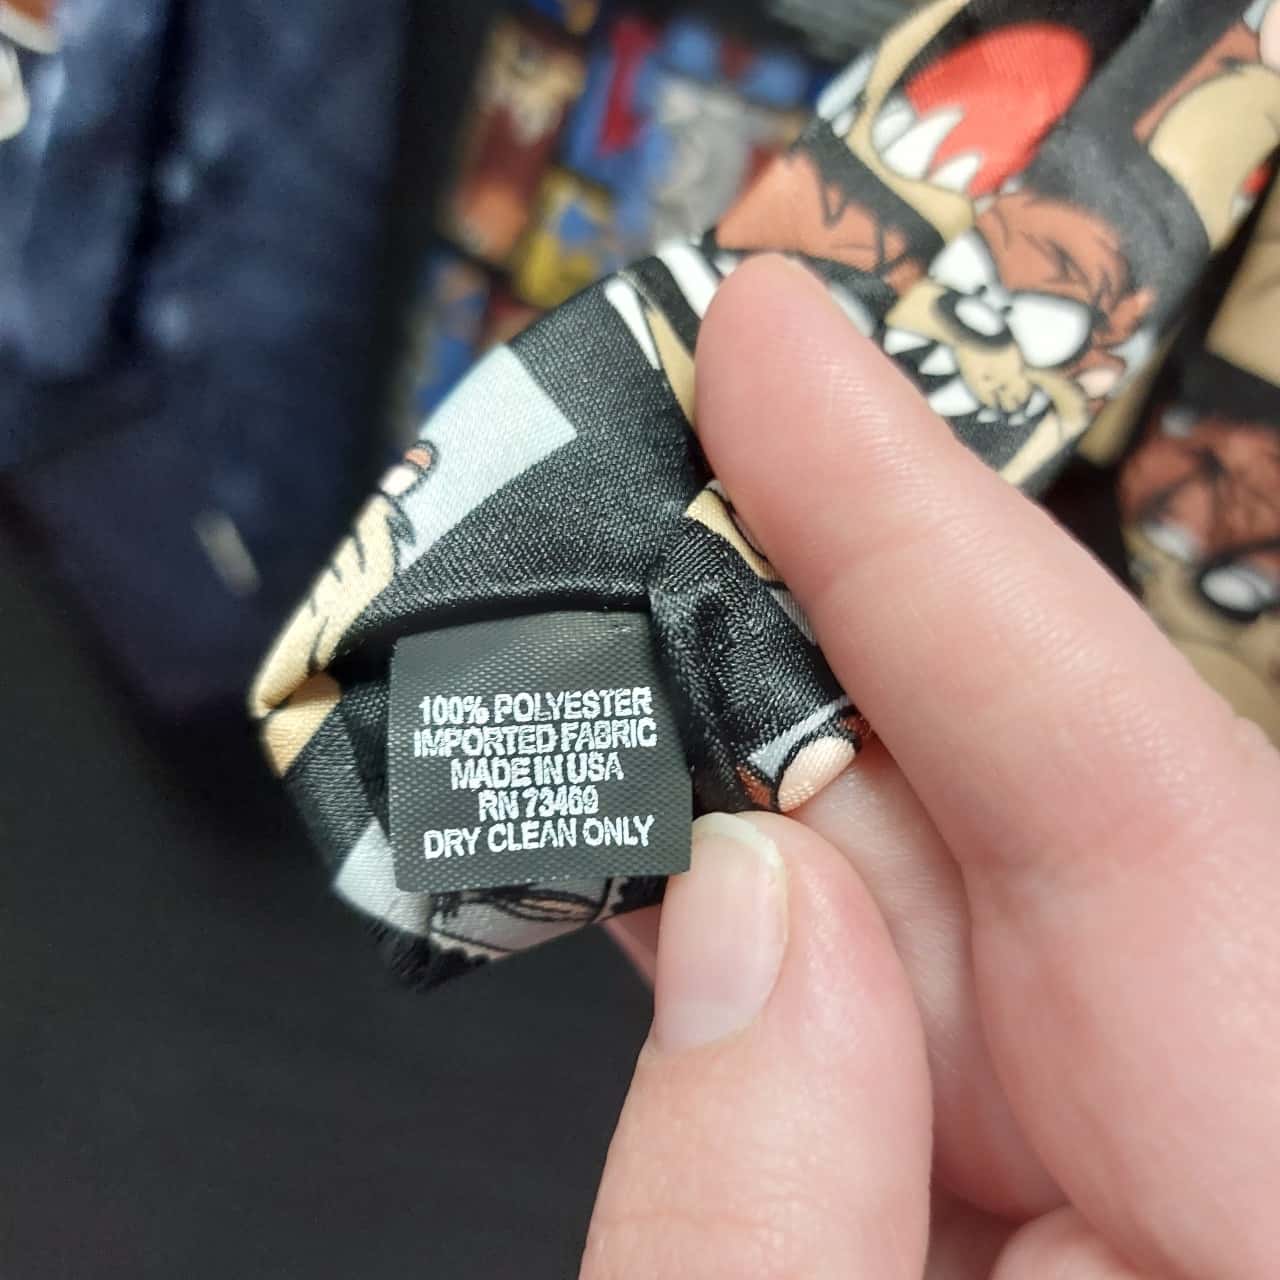 100% POLYESTER
IMPORTED FABRIC
MADE IN USA
RN 73469
DRY CLEAN ONLY